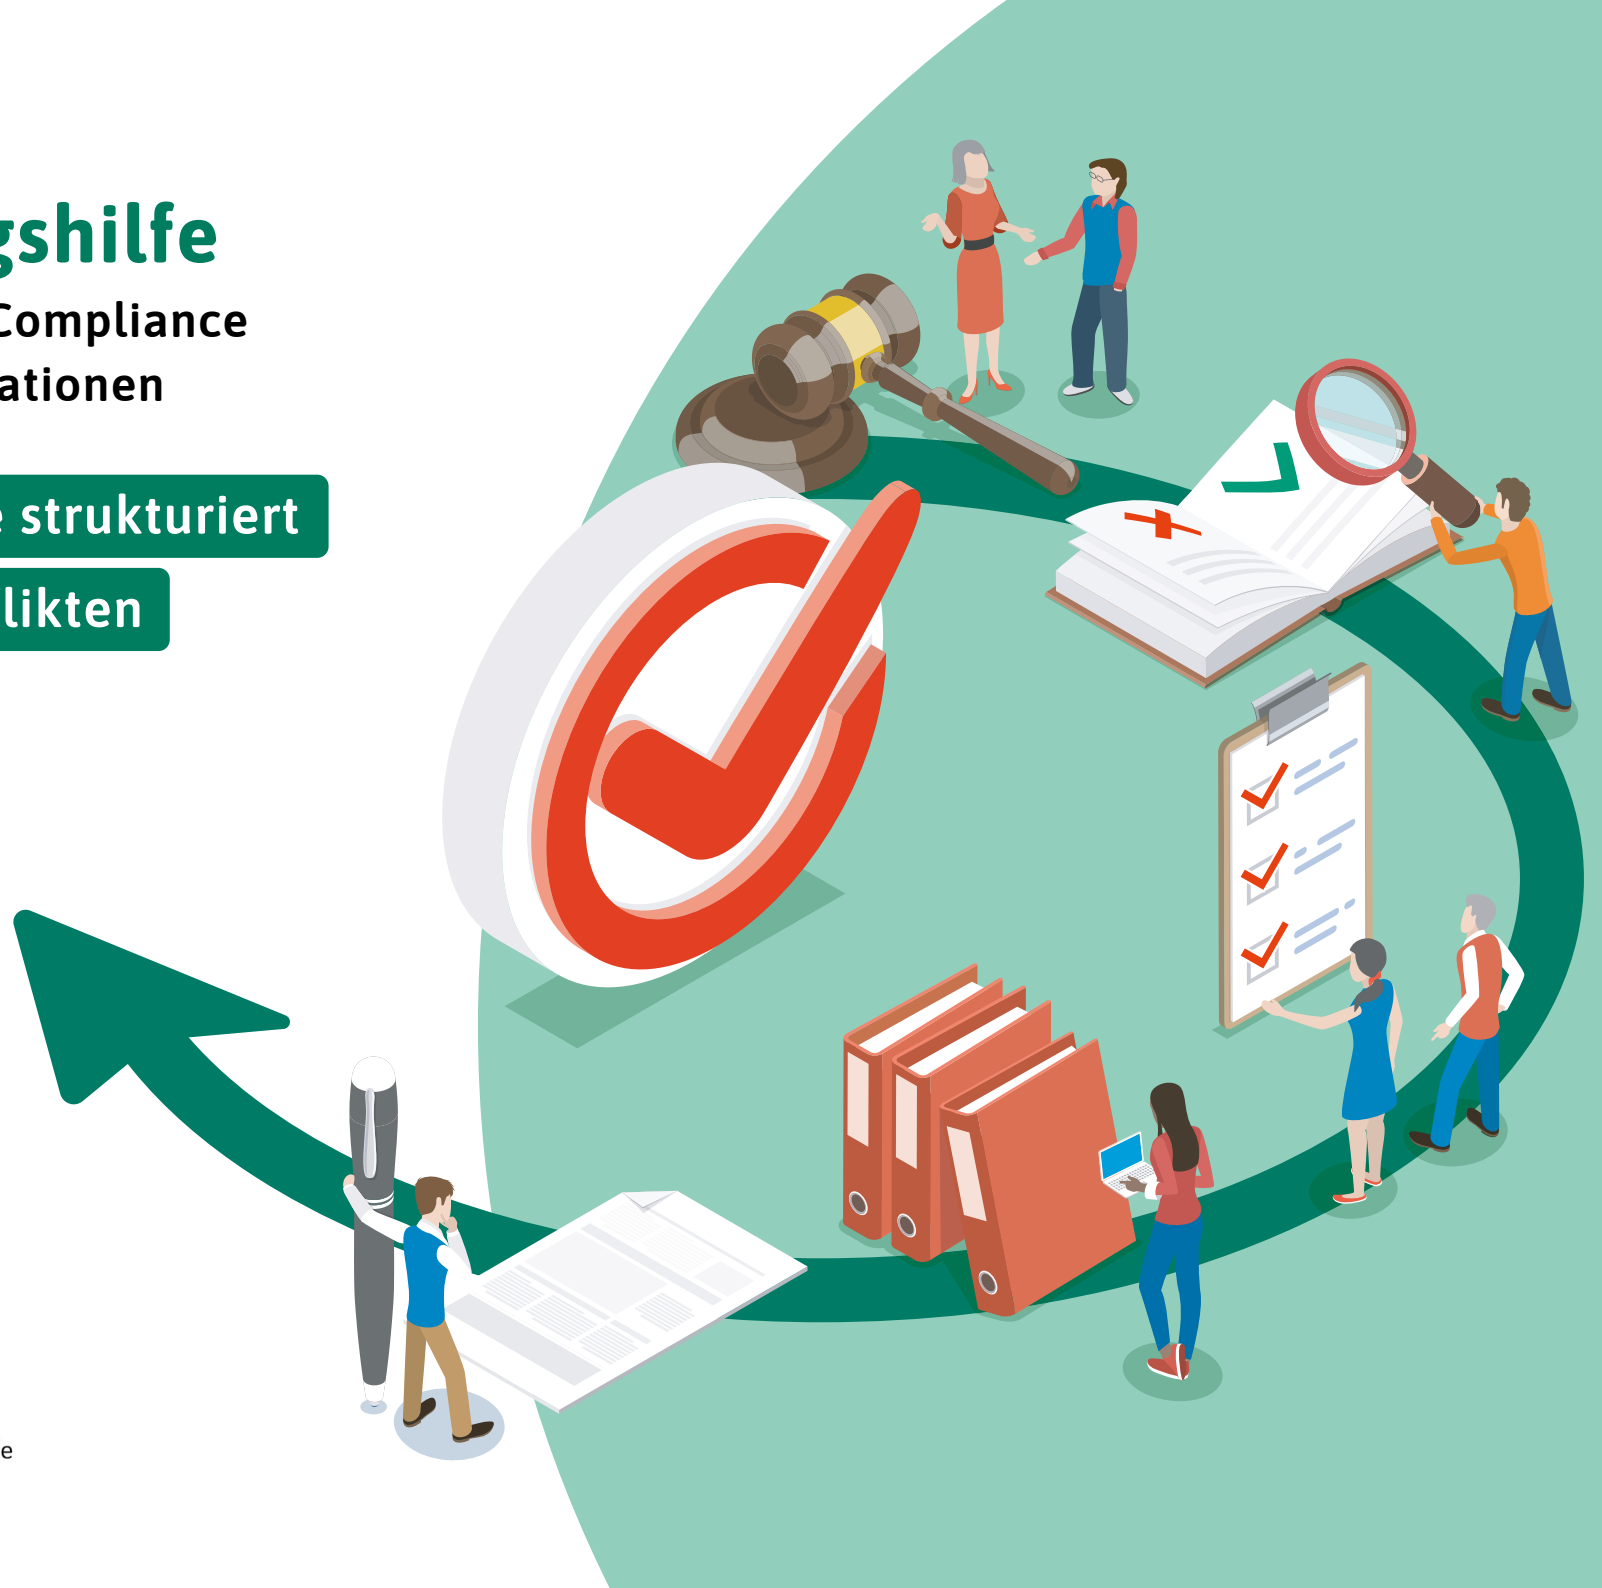 gshilfe
Compliance
ationen
e strukturiert
likten
e